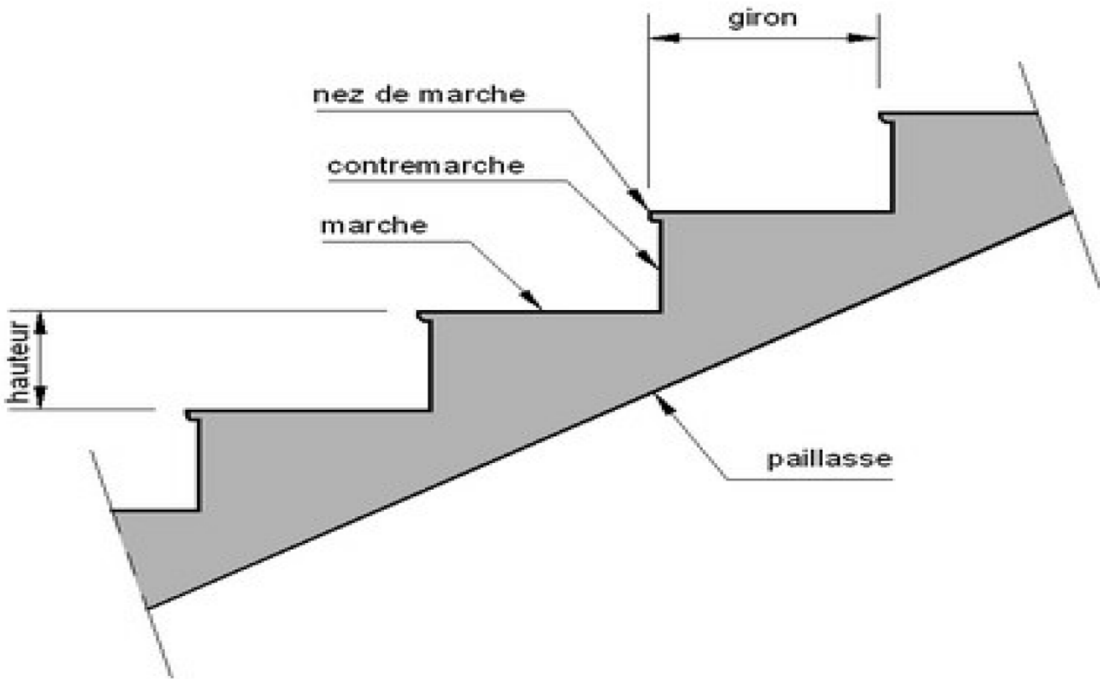 giron
nez de marche
contremarche
marche
hauteur
paillasse